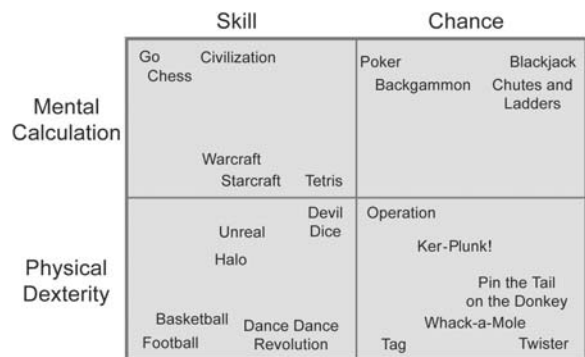 Skill
Chance
Mental
Calculation
Go
Civilization
Chess
Warcraft
Starcraft
Tetris
Poker
Blackjack
Backgammon
Chutes and
Ladders
Physical
Dexterity
Devil
Dice
Unreal
Halo
Basketball
Football
Dance Dance
Revolution
Operation
Ker-Plunk!
Pin the Tail
on the Donkey
Whack-a-Mole
Tag
Twister